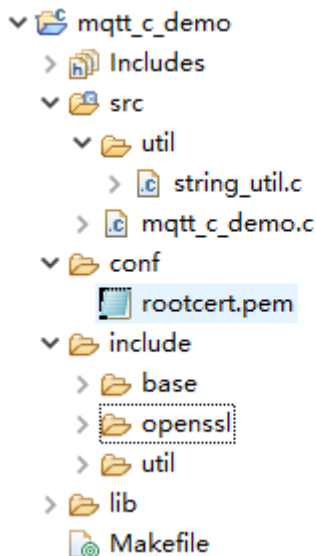 mqtt_c_demo
Includes
src
util
string_util.c
mqtt_c_demo.c
conf
rootcert.pem
include
base
openssl
util
lib
Makefile